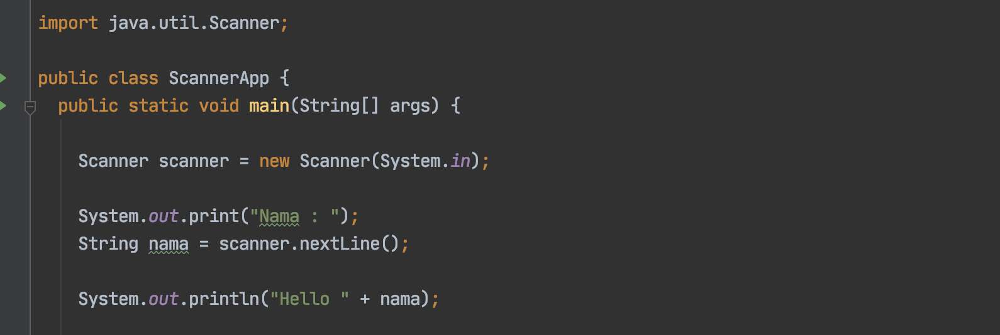 import java.util.Scanner;
public class ScannerApp {
public static void main(String[] args) {
Scanner scanner = new Scanner(System.in);
System.out.print("Nama : ");
String nama = scanner.nextLine();
System.out.println("Hello " + nama);